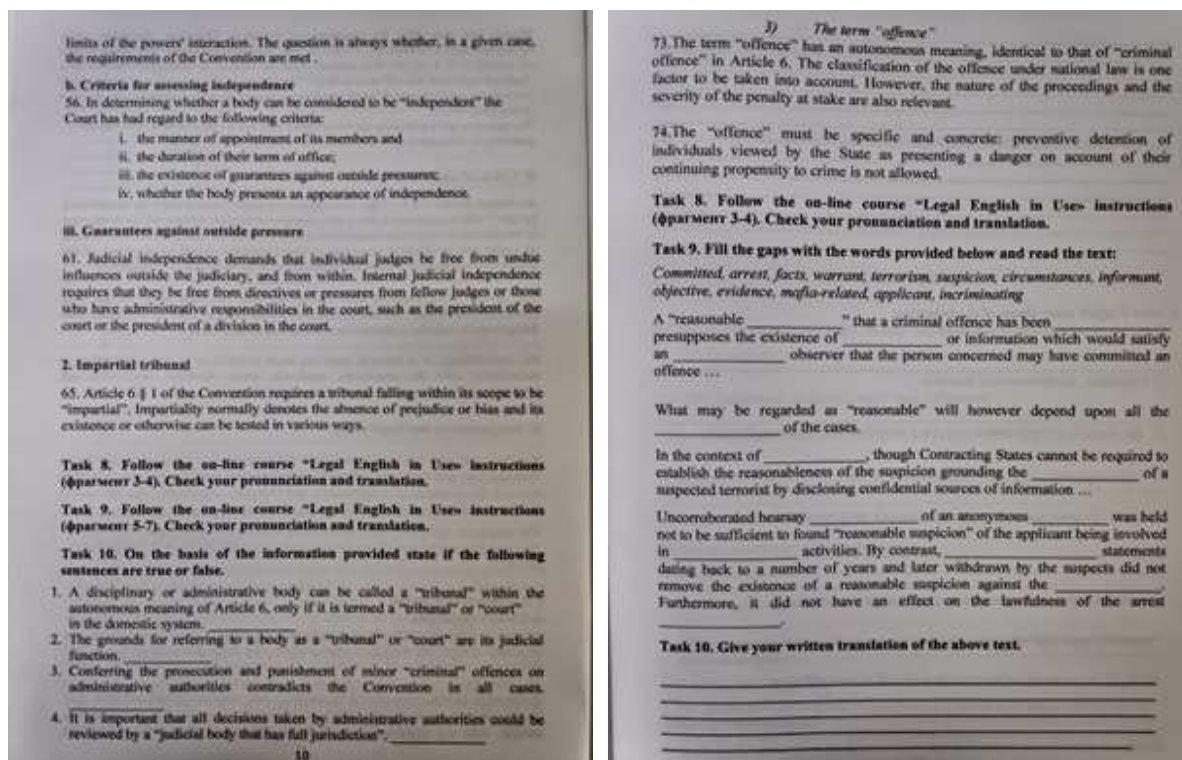 limits of the powers' interaction. The question is always whether, in a given case,
the requirements of the Convention are met .
b. Criteria for assessing independence
56. In determining whether a body can be considered to be "independent" the
Court has had regard to the following criteria:
i. the manner of appointment of its members and
ii. the duration of their term of office;
iii. the existence of guarantees against outside pressures;
iv. whether the body presents an appearance of independence.
iii. Guarantees against outside pressure
61. Judicial independence demands that individual judges be free from undue
influences outside the judiciary, and from within. Internal judicial independence
requires that they be free from directives or pressures from fellow judges or those
who have administrative responsibilities in the court, such as the president of the
court or the president of a division in the court.
2. Impartial tribunal
65. Article 6 § 1 of the Convention requires a tribunal falling within its scope to be
"impartial". Impartiality normally denotes the absence of prejudice or bias and its
existence or otherwise can be tested in various ways.
Task 8. Follow the on-line course "Legal English in Use» instructions
(фрагмент 3-4). Check your pronunciation and translation.
Task 9. Follow the on-line course "Legal English in Use» instructions
(фрагмент 5-7). Check your pronunciation and translation.
Task 10. On the basis of the information provided state if the following
sentences are true or false.
1. A disciplinary or administrative body can be called a "tribunal" within the
autonomous meaning of Article 6, only if it is termed a "tribunal" or "court"
in the domestic system. ____________
2. The grounds for referring to a body as a "tribunal" or "court" are its judicial
function. ____________
3. Conferring the prosecution and punishment of minor "criminal" offences on
administrative authorities contradicts the Convention in all cases.
____________
4. It is important that all decisions taken by administrative authorities could be
reviewed by a "judicial body that has full jurisdiction". ____________
10
3) The term "offence"
73.The term "offence" has an autonomous meaning, identical to that of "criminal
offence" in Article 6. The classification of the offence under national law is one
factor to be taken into account. However, the nature of the proceedings and the
severity of the penalty at stake are also relevant.
74.The "offence" must be specific and concrete: preventive detention of
individuals viewed by the State as presenting a danger on account of their
continuing propensity to crime is not allowed.
Task 8. Follow the on-line course "Legal English in Use» instructions
(фрагмент 3-4). Check your pronunciation and translation.
Task 9. Fill the gaps with the words provided below and read the text:
Committed, arrest, facts, warrant, terrorism, suspicion, circumstances, informant,
objective, evidence, mafia-related, applicant, incriminating
A "reasonable ____________" that a criminal offence has been ____________
presupposes the existence of ____________ or information which would satisfy
an ____________ observer that the person concerned may have committed an
offence …
What may be regarded as "reasonable" will however depend upon all the
____________ of the cases.
In the context of ____________, though Contracting States cannot be required to
establish the reasonableness of the suspicion grounding the ____________ of a
suspected terrorist by disclosing confidential sources of information …
Uncorroborated hearsay ____________ of an anonymous ____________ was held
not to be sufficient to found "reasonable suspicion" of the applicant being involved
in ____________ activities. By contrast, ____________ statements
dating back to a number of years and later withdrawn by the suspects did not
remove the existence of a reasonable suspicion against the ____________.
Furthermore, it did not have an effect on the lawfulness of the arrest
____________.
Task 10. Give your written translation of the above text.